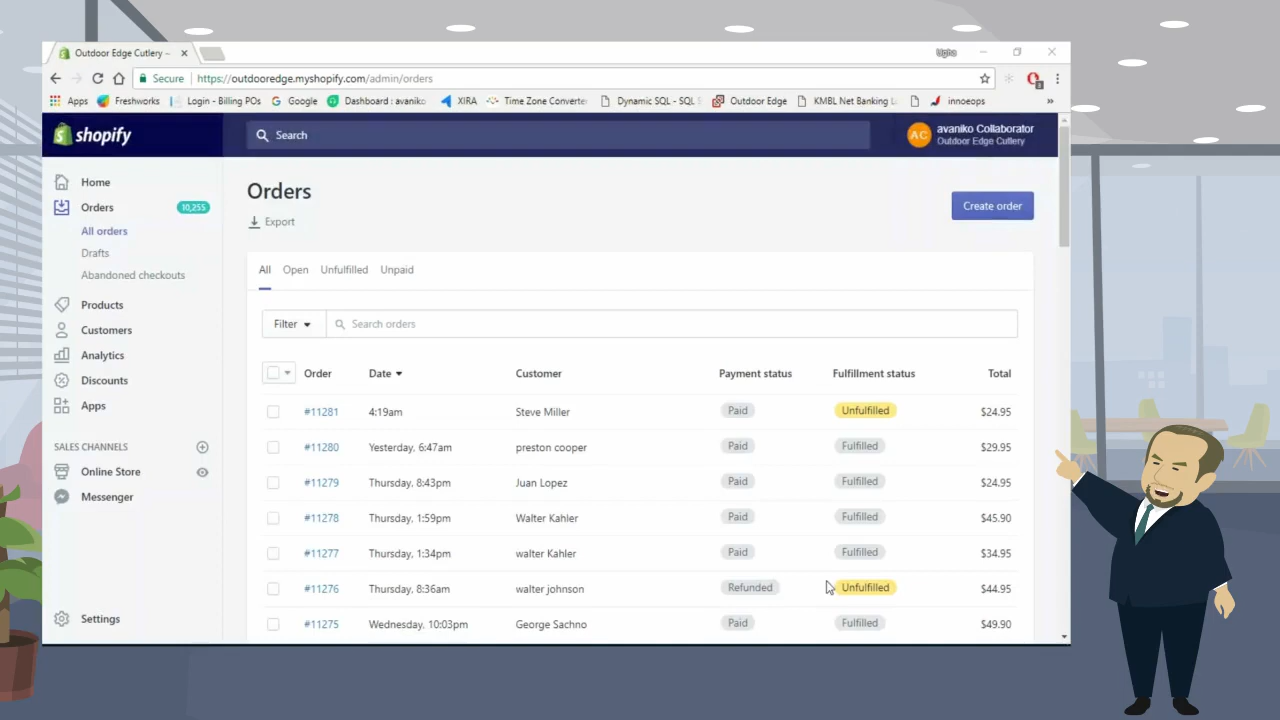 Outdoor Edge Cutlery –
Secure https://outdooredge.myshopify.com/admin/orders
Apps Freshworks Login - Billing POs Google Dashboard : avaniko XIRA Time Zone Converte Dynamic SQL - SQL Outdoor Edge KMBL Net Banking L innoeops »
shopify
Search
AC
avaniko Collaborator
Outdoor Edge Cutlery
Home
Orders 10,255
All orders
Drafts
Abandoned checkouts
Products
Customers
Analytics
Discounts
Apps
SALES CHANNELS
Online Store
Messenger
Settings
Orders
Export
Create order
All Open Unfulfilled Unpaid
Filter Search orders
Order Date Customer Payment status Fulfillment status Total
#11281 4:19am Steve Miller Paid Unfulfilled $24.95
#11280 Yesterday, 6:47am preston cooper Paid Fulfilled $29.95
#11279 Thursday, 8:43pm Juan Lopez Paid Fulfilled $24.95
#11278 Thursday, 1:59pm Walter Kahler Paid Fulfilled $45.90
#11277 Thursday, 1:34pm walter Kahler Paid Fulfilled $34.95
#11276 Thursday, 8:36am walter johnson Refunded Unfulfilled $44.95
#11275 Wednesday, 10:03pm George Sachno Paid Fulfilled $49.90